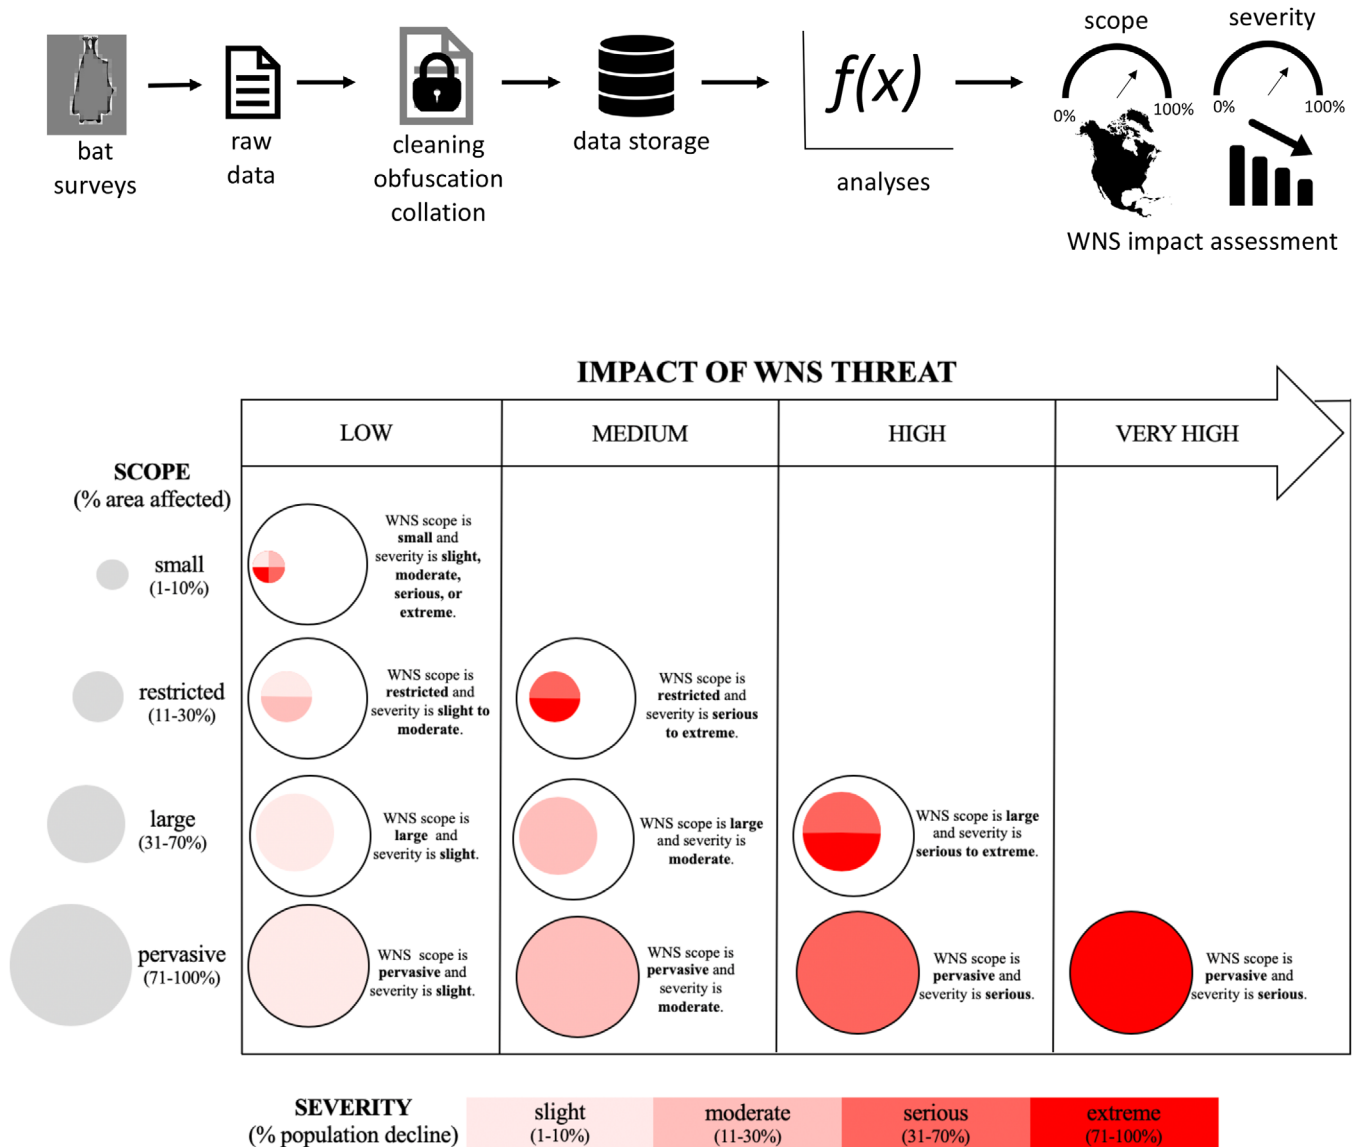 scope
severity
0%
100%
0%
100%
bat
surveys
raw
data
cleaning
obfuscation
collation
data storage
f(x)
analyses
WNS impact assessment
IMPACT OF WNS THREAT
LOW
MEDIUM
HIGH
VERY HIGH
SCOPE
(% area affected)
small
(1-10%)
WNS scope is
small and
severity is slight,
moderate,
serious, or
extreme.
restricted
(11-30%)
WNS scope is
restricted and
severity is slight to
moderate.
WNS scope is
restricted and
severity is serious
to extreme.
large
(31-70%)
WNS scope is
large and
severity is slight.
WNS scope is large
and severity is
moderate.
WNS scope is large
and severity is
serious to extreme.
pervasive
(71-100%)
WNS scope is
pervasive and
severity is slight.
WNS scope is
pervasive and
severity is
moderate.
WNS scope is
pervasive and
severity is serious.
WNS scope is
pervasive and
severity is serious.
SEVERITY
(% population decline)
slight
(1-10%)
moderate
(11-30%)
serious
(31-70%)
extreme
(71-100%)